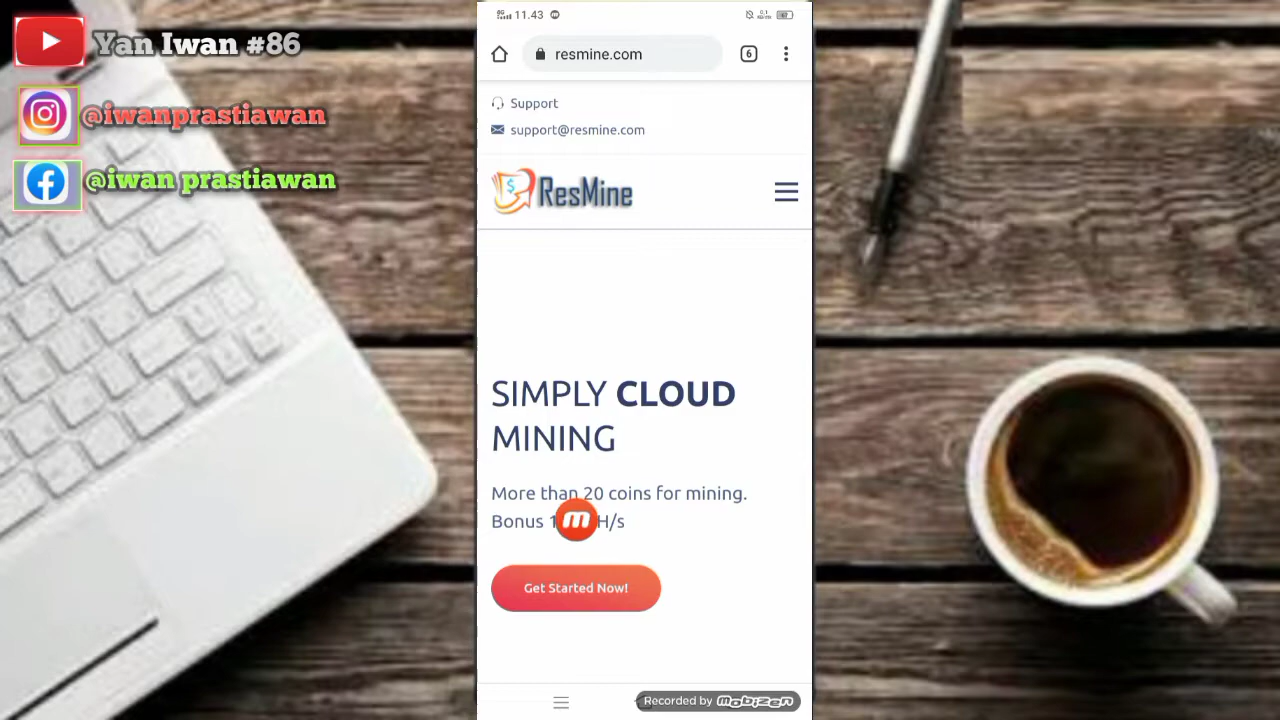 Yan Iwan #86
@iwanprastiawan
@iwan prastiawan
11.43
6
resmine.com
Support
support@resmine.com
ResMine
SIMPLY CLOUD
MINING
More than 20 coins for mining.
Bonus H/s
Get Started Now!
Recorded by mobizen